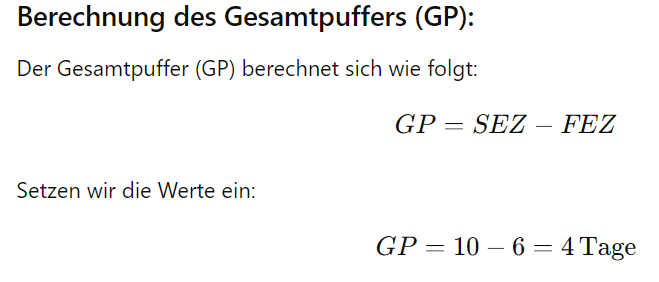 Berechnung des Gesamtpuffers (GP):
Der Gesamtpuffer (GP) berechnet sich wie folgt:
GP = SEZ − FEZ
Setzen wir die Werte ein:
GP = 10 − 6 = 4 Tage